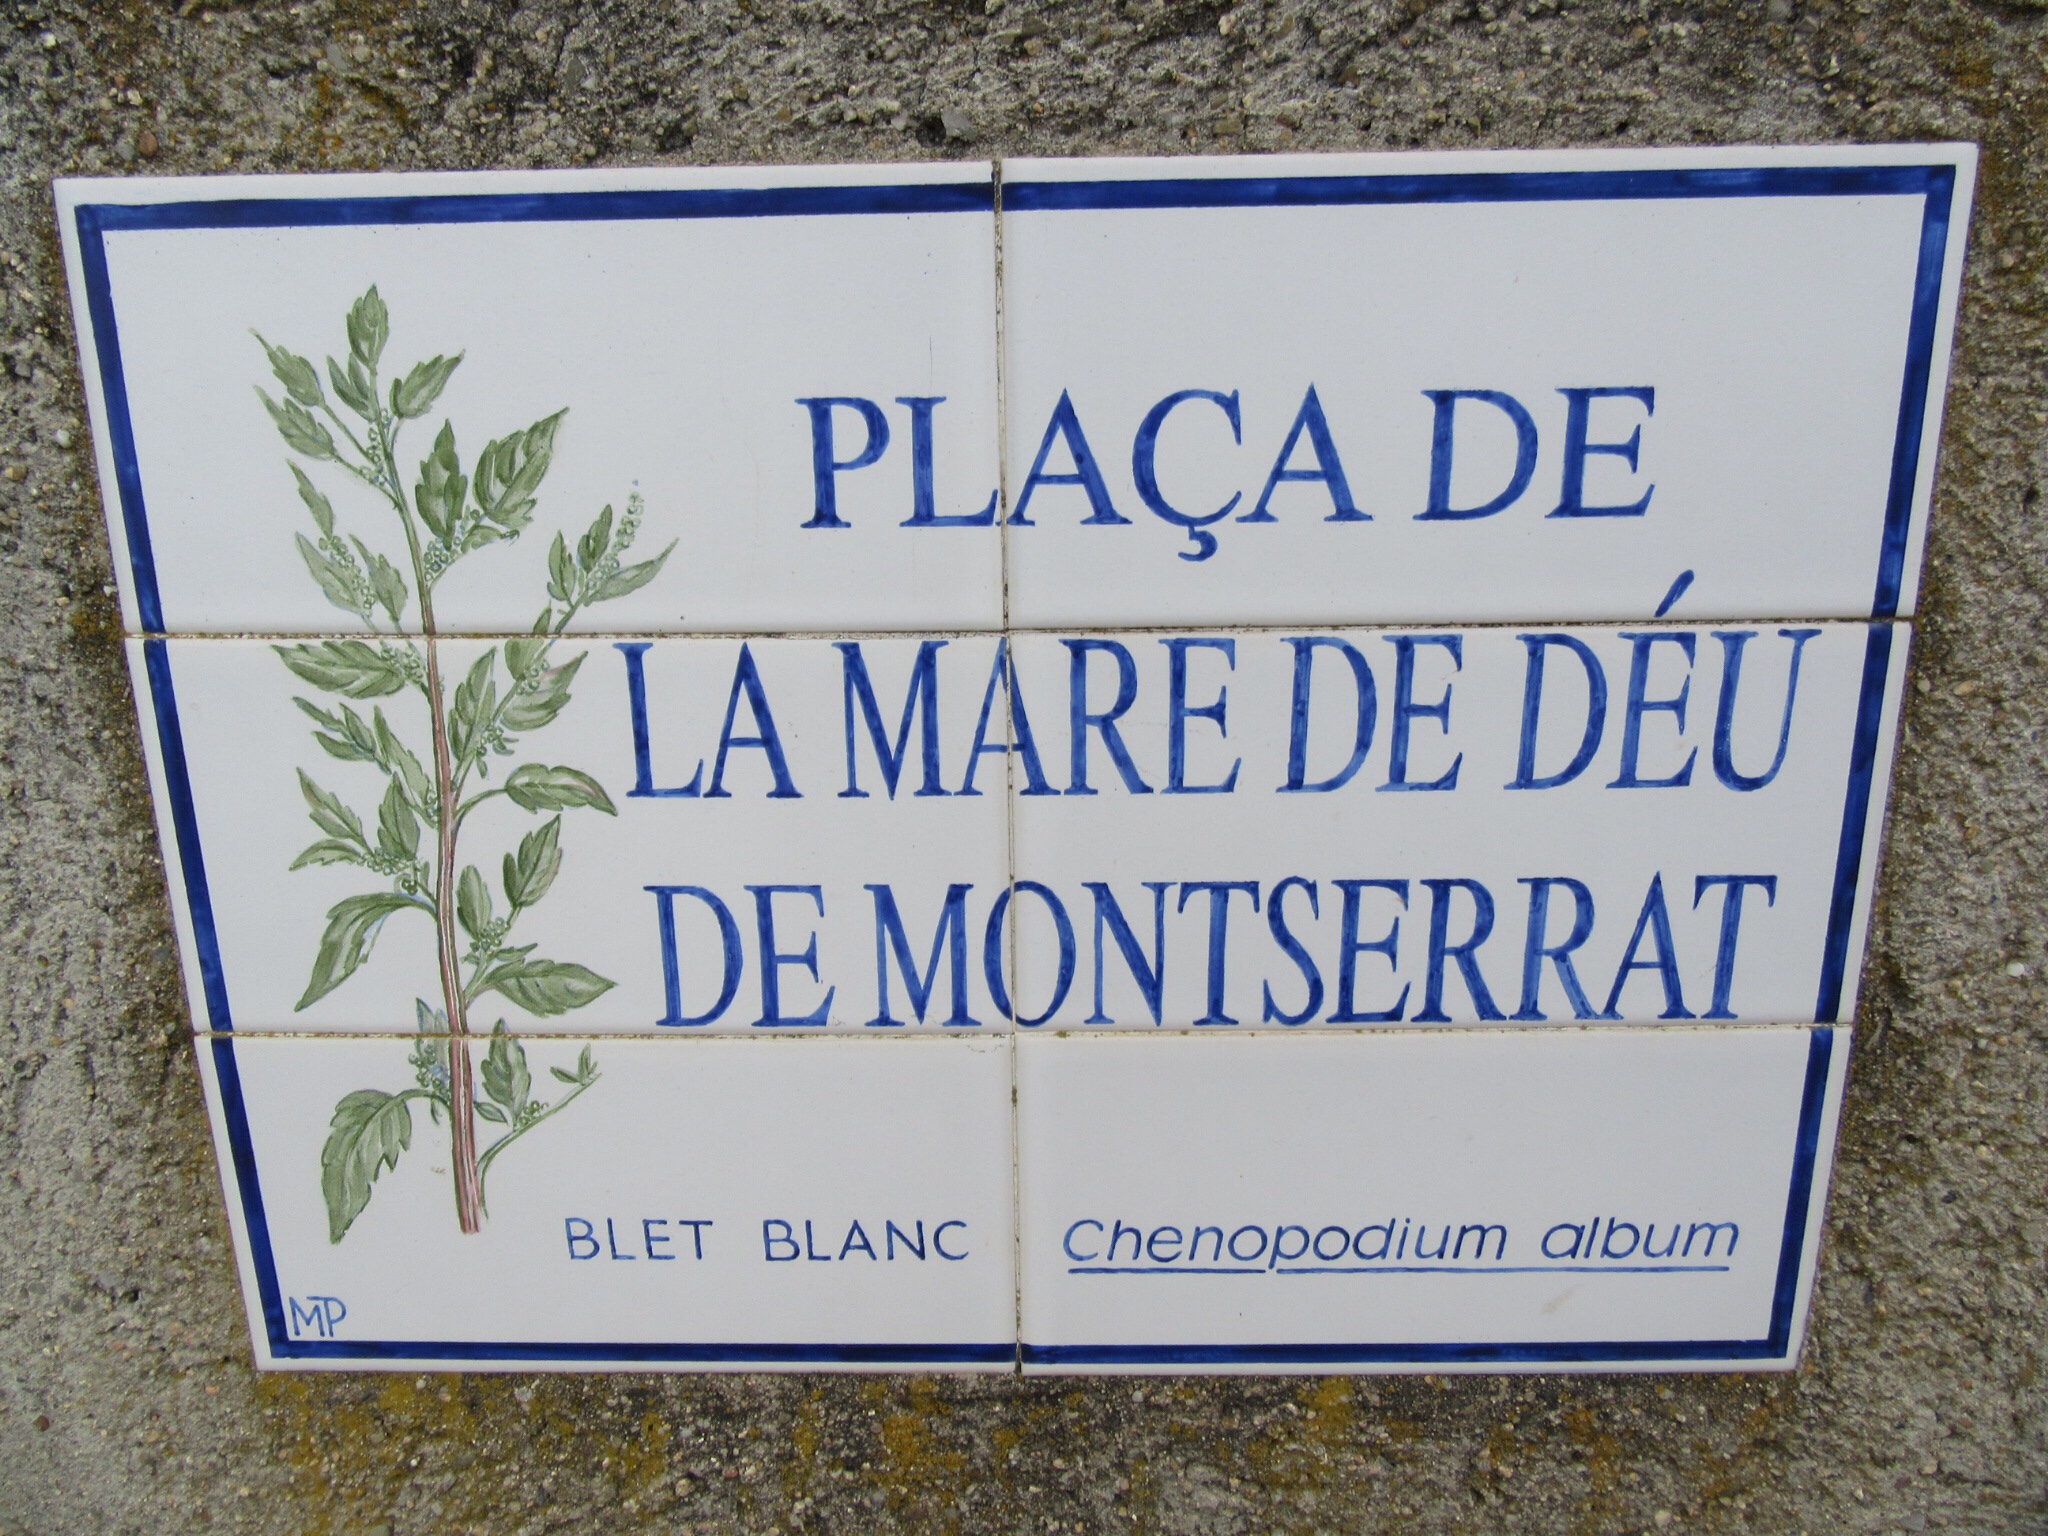 PLAÇA DE
LA MARE DE DÉU
DE MONTSERRAT
BLET BLANC Chenopodium album
MP